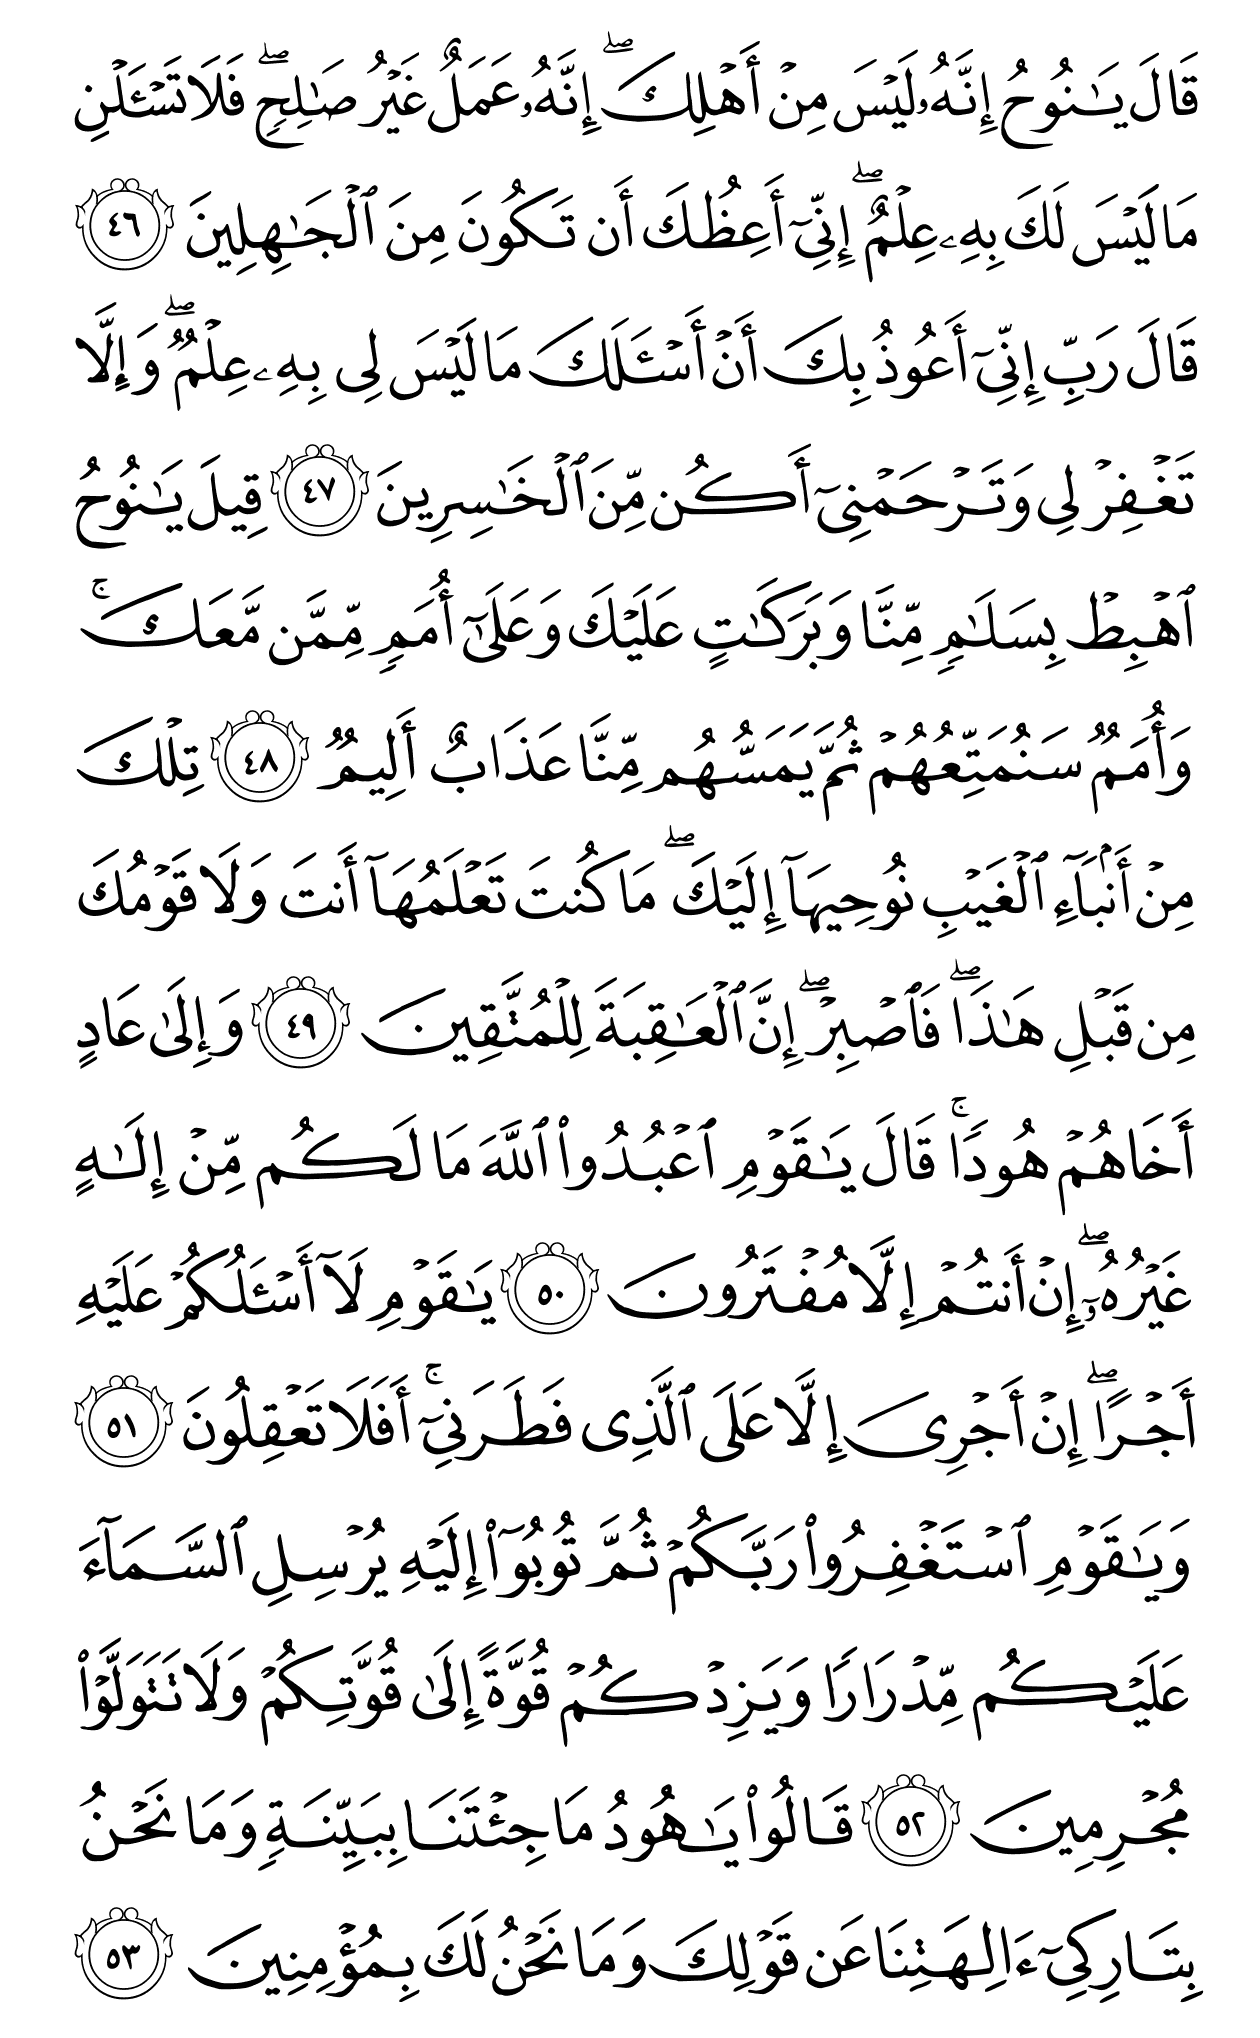 قَالَ يَٰنُوحُ إِنَّهُۥ لَيْسَ مِنْ أَهْلِكَ ۖ إِنَّهُۥ عَمَلٌ غَيْرُ صَٰلِحٍ ۖ فَلَا تَسْـَٔلْنِ
مَا لَيْسَ لَكَ بِهِۦ عِلْمٌ ۖ إِنِّىٓ أَعِظُكَ أَن تَكُونَ مِنَ ٱلْجَٰهِلِينَ ٤٦
قَالَ رَبِّ إِنِّىٓ أَعُوذُ بِكَ أَنْ أَسْـَٔلَكَ مَا لَيْسَ لِى بِهِۦ عِلْمٌ ۖ وَإِلَّا
تَغْفِرْ لِى وَتَرْحَمْنِىٓ أَكُن مِّنَ ٱلْخَٰسِرِينَ ٤٧ قِيلَ يَٰنُوحُ
ٱهْبِطْ بِسَلَٰمٍ مِّنَّا وَبَرَكَٰتٍ عَلَيْكَ وَعَلَىٰٓ أُمَمٍ مِّمَّن مَّعَكَ ۚ
وَأُمَمٌ سَنُمَتِّعُهُمْ ثُمَّ يَمَسُّهُم مِّنَّا عَذَابٌ أَلِيمٌ ٤٨ تِلْكَ
مِنْ أَنۢبَآءِ ٱلْغَيْبِ نُوحِيهَآ إِلَيْكَ ۖ مَا كُنتَ تَعْلَمُهَآ أَنتَ وَلَا قَوْمُكَ
مِن قَبْلِ هَٰذَا ۖ فَٱصْبِرْ ۖ إِنَّ ٱلْعَٰقِبَةَ لِلْمُتَّقِينَ ٤٩ وَإِلَىٰ عَادٍ
أَخَاهُمْ هُودًا ۚ قَالَ يَٰقَوْمِ ٱعْبُدُوا۟ ٱللَّهَ مَا لَكُم مِّنْ إِلَٰهٍ
غَيْرُهُۥٓ ۖ إِنْ أَنتُمْ إِلَّا مُفْتَرُونَ ٥٠ يَٰقَوْمِ لَآ أَسْـَٔلُكُمْ عَلَيْهِ
أَجْرًا ۖ إِنْ أَجْرِىَ إِلَّا عَلَى ٱلَّذِى فَطَرَنِىٓ ۚ أَفَلَا تَعْقِلُونَ ٥١
وَيَٰقَوْمِ ٱسْتَغْفِرُوا۟ رَبَّكُمْ ثُمَّ تُوبُوٓا۟ إِلَيْهِ يُرْسِلِ ٱلسَّمَآءَ
عَلَيْكُم مِّدْرَارًا وَيَزِدْكُمْ قُوَّةً إِلَىٰ قُوَّتِكُمْ وَلَا تَتَوَلَّوْا۟
مُجْرِمِينَ ٥٢ قَالُوا۟ يَٰهُودُ مَا جِئْتَنَا بِبَيِّنَةٍ وَمَا نَحْنُ
بِتَارِكِىٓ ءَالِهَتِنَا عَن قَوْلِكَ وَمَا نَحْنُ لَكَ بِمُؤْمِنِينَ ٥٣